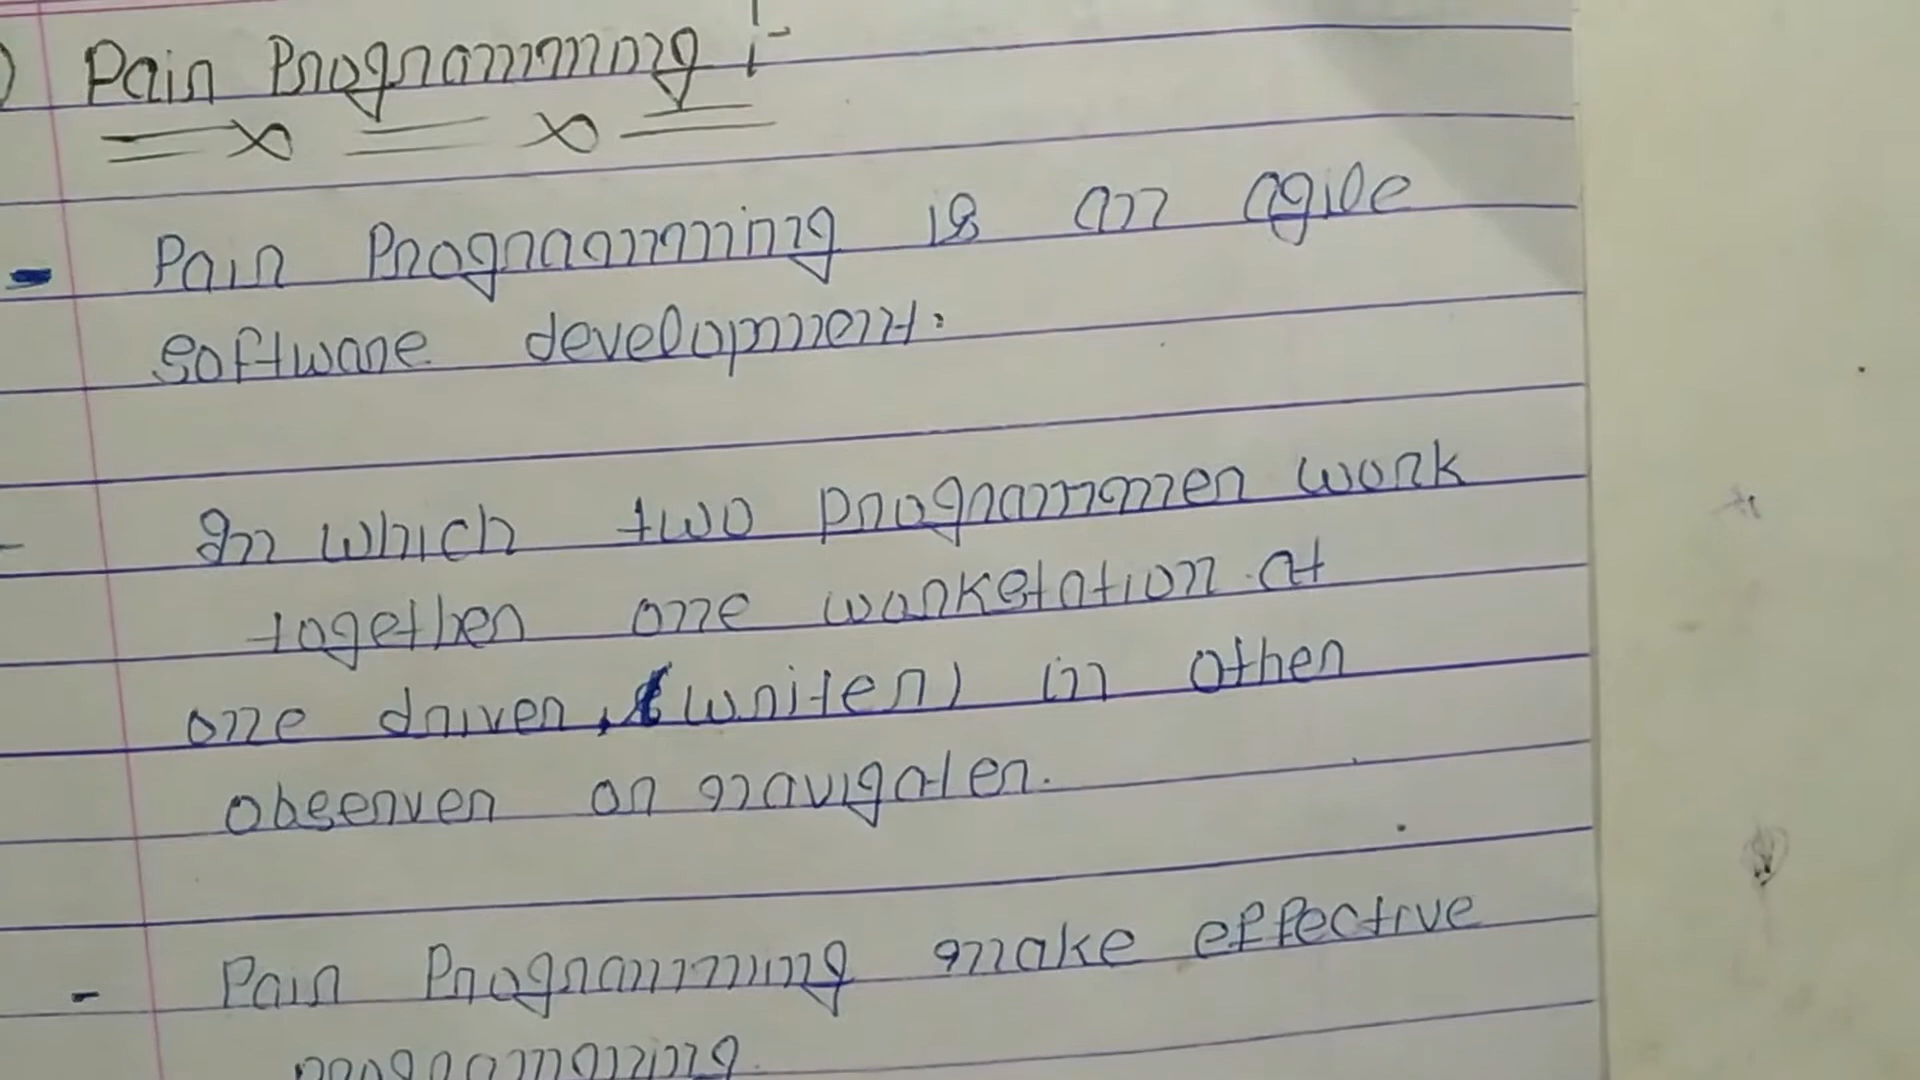 Pair Programming :-
- Pair Programming is an agile
software development.
- In which two programmer work
together one workstation at
one driver, (writer) in other
observer or navigater.
- Pair Programming make effective
programming.